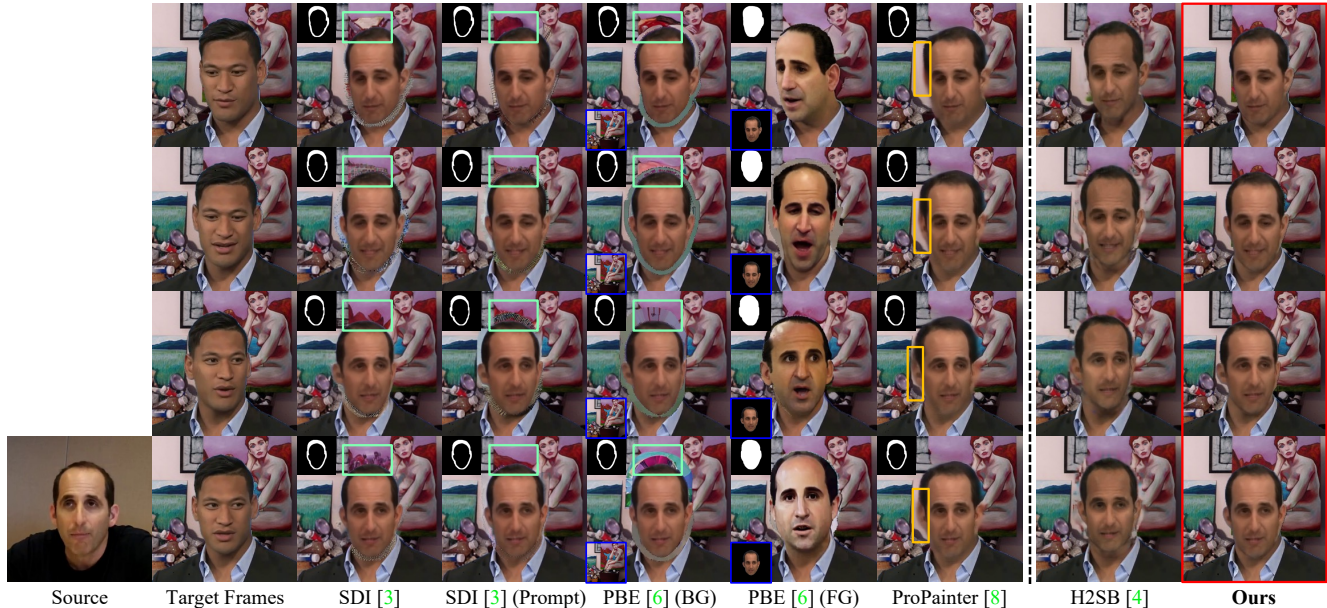 Source Target Frames SDI [3] SDI [3] (Prompt) PBE [6] (BG) PBE [6] (FG) ProPainter [8] H2SB [4] Ours